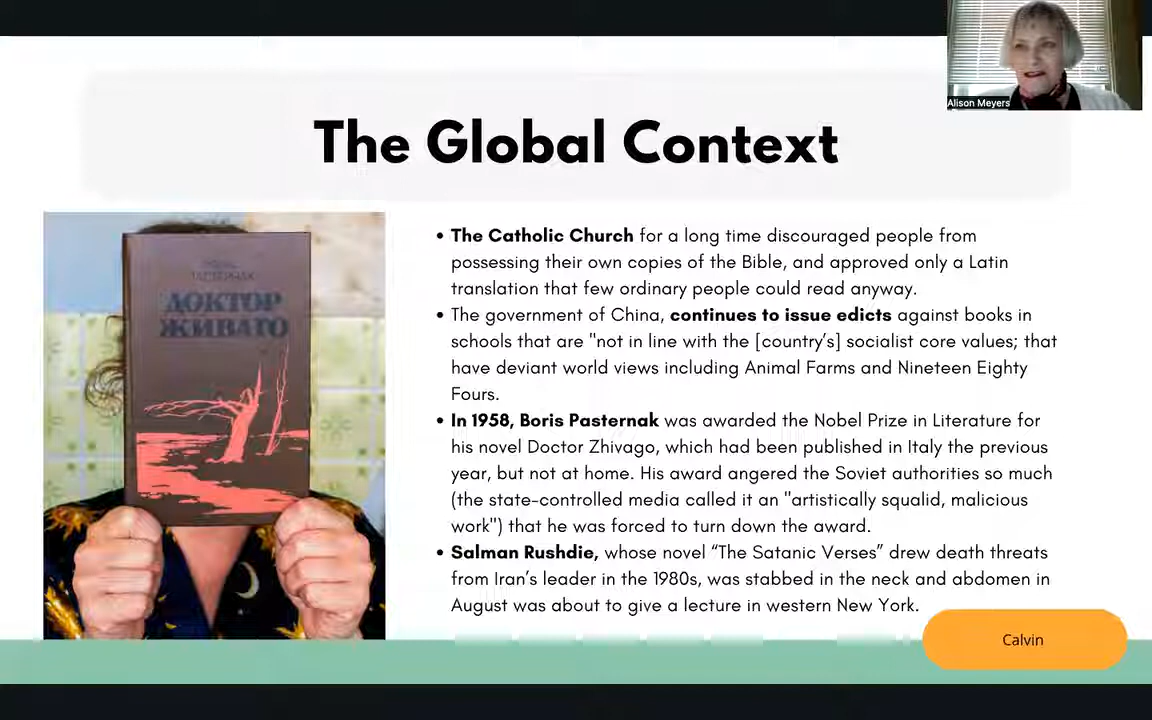 Alison Meyers
The Global Context
ДОКТОР
ЖИВАГО
• The Catholic Church for a long time discouraged people from
possessing their own copies of the Bible, and approved only a Latin
translation that few ordinary people could read anyway.
• The government of China, continues to issue edicts against books in
schools that are "not in line with the [country's] socialist core values; that
have deviant world views including Animal Farms and Nineteen Eighty
Fours.
• In 1958, Boris Pasternak was awarded the Nobel Prize in Literature for
his novel Doctor Zhivago, which had been published in Italy the previous
year, but not at home. His award angered the Soviet authorities so much
(the state-controlled media called it an "artistically squalid, malicious
work") that he was forced to turn down the award.
• Salman Rushdie, whose novel “The Satanic Verses” drew death threats
from Iran’s leader in the 1980s, was stabbed in the neck and abdomen in
August was about to give a lecture in western New York.
Calvin